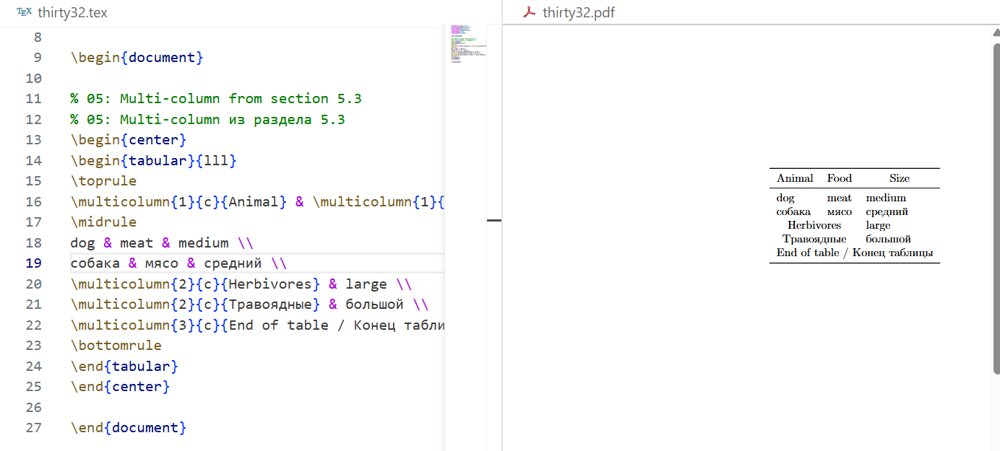 TEX thirty32.tex
8
9 \begin{document}
10
11 % 05: Multi-column from section 5.3
12 % 05: Multi-column из раздела 5.3
13 \begin{center}
14 \begin{tabular}{lll}
15 \toprule
16 \multicolumn{1}{c}{Animal} & \multicolumn{1}{
17 \midrule
18 dog & meat & medium \\
19 собака & мясо & средний \\
20 \multicolumn{2}{c}{Herbivores} & large \\
21 \multicolumn{2}{c}{Травоядные} & большой \\
22 \multicolumn{3}{c}{End of table / Конец табли
23 \bottomrule
24 \end{tabular}
25 \end{center}
26
27 \end{document}
thirty32.pdf
Animal Food Size
dog meat medium
собака мясо средний
Herbivores large
Травоядные большой
End of table / Конец таблицы